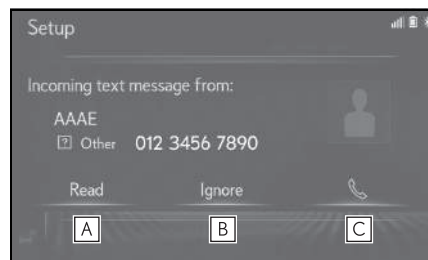 Setup
Incoming text message from:
AAAE
? Other 012 3456 7890
Read Ignore
A B C